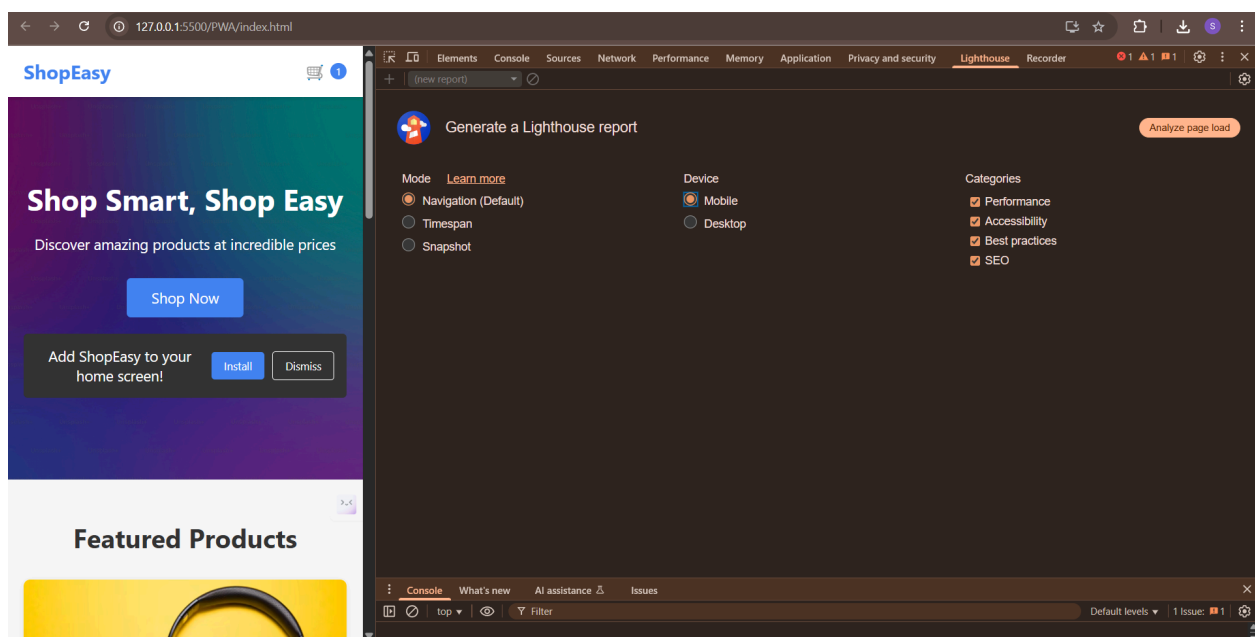 127.0.0.1:5500/PWA/index.html
S
ShopEasy
1
Shop Smart, Shop Easy
Discover amazing products at incredible prices
Shop Now
Add ShopEasy to your
home screen!
Install
Dismiss
>.<
Featured Products
Elements Console Sources Network Performance Memory Application Privacy and security Lighthouse Recorder 1 1 1
(new report)
Generate a Lighthouse report
Analyze page load
Mode Learn more
Navigation (Default)
Timespan
Snapshot
Device
Mobile
Desktop
Categories
Performance
Accessibility
Best practices
SEO
Console What's new AI assistance Issues
top Filter Default levels 1 Issue: 1